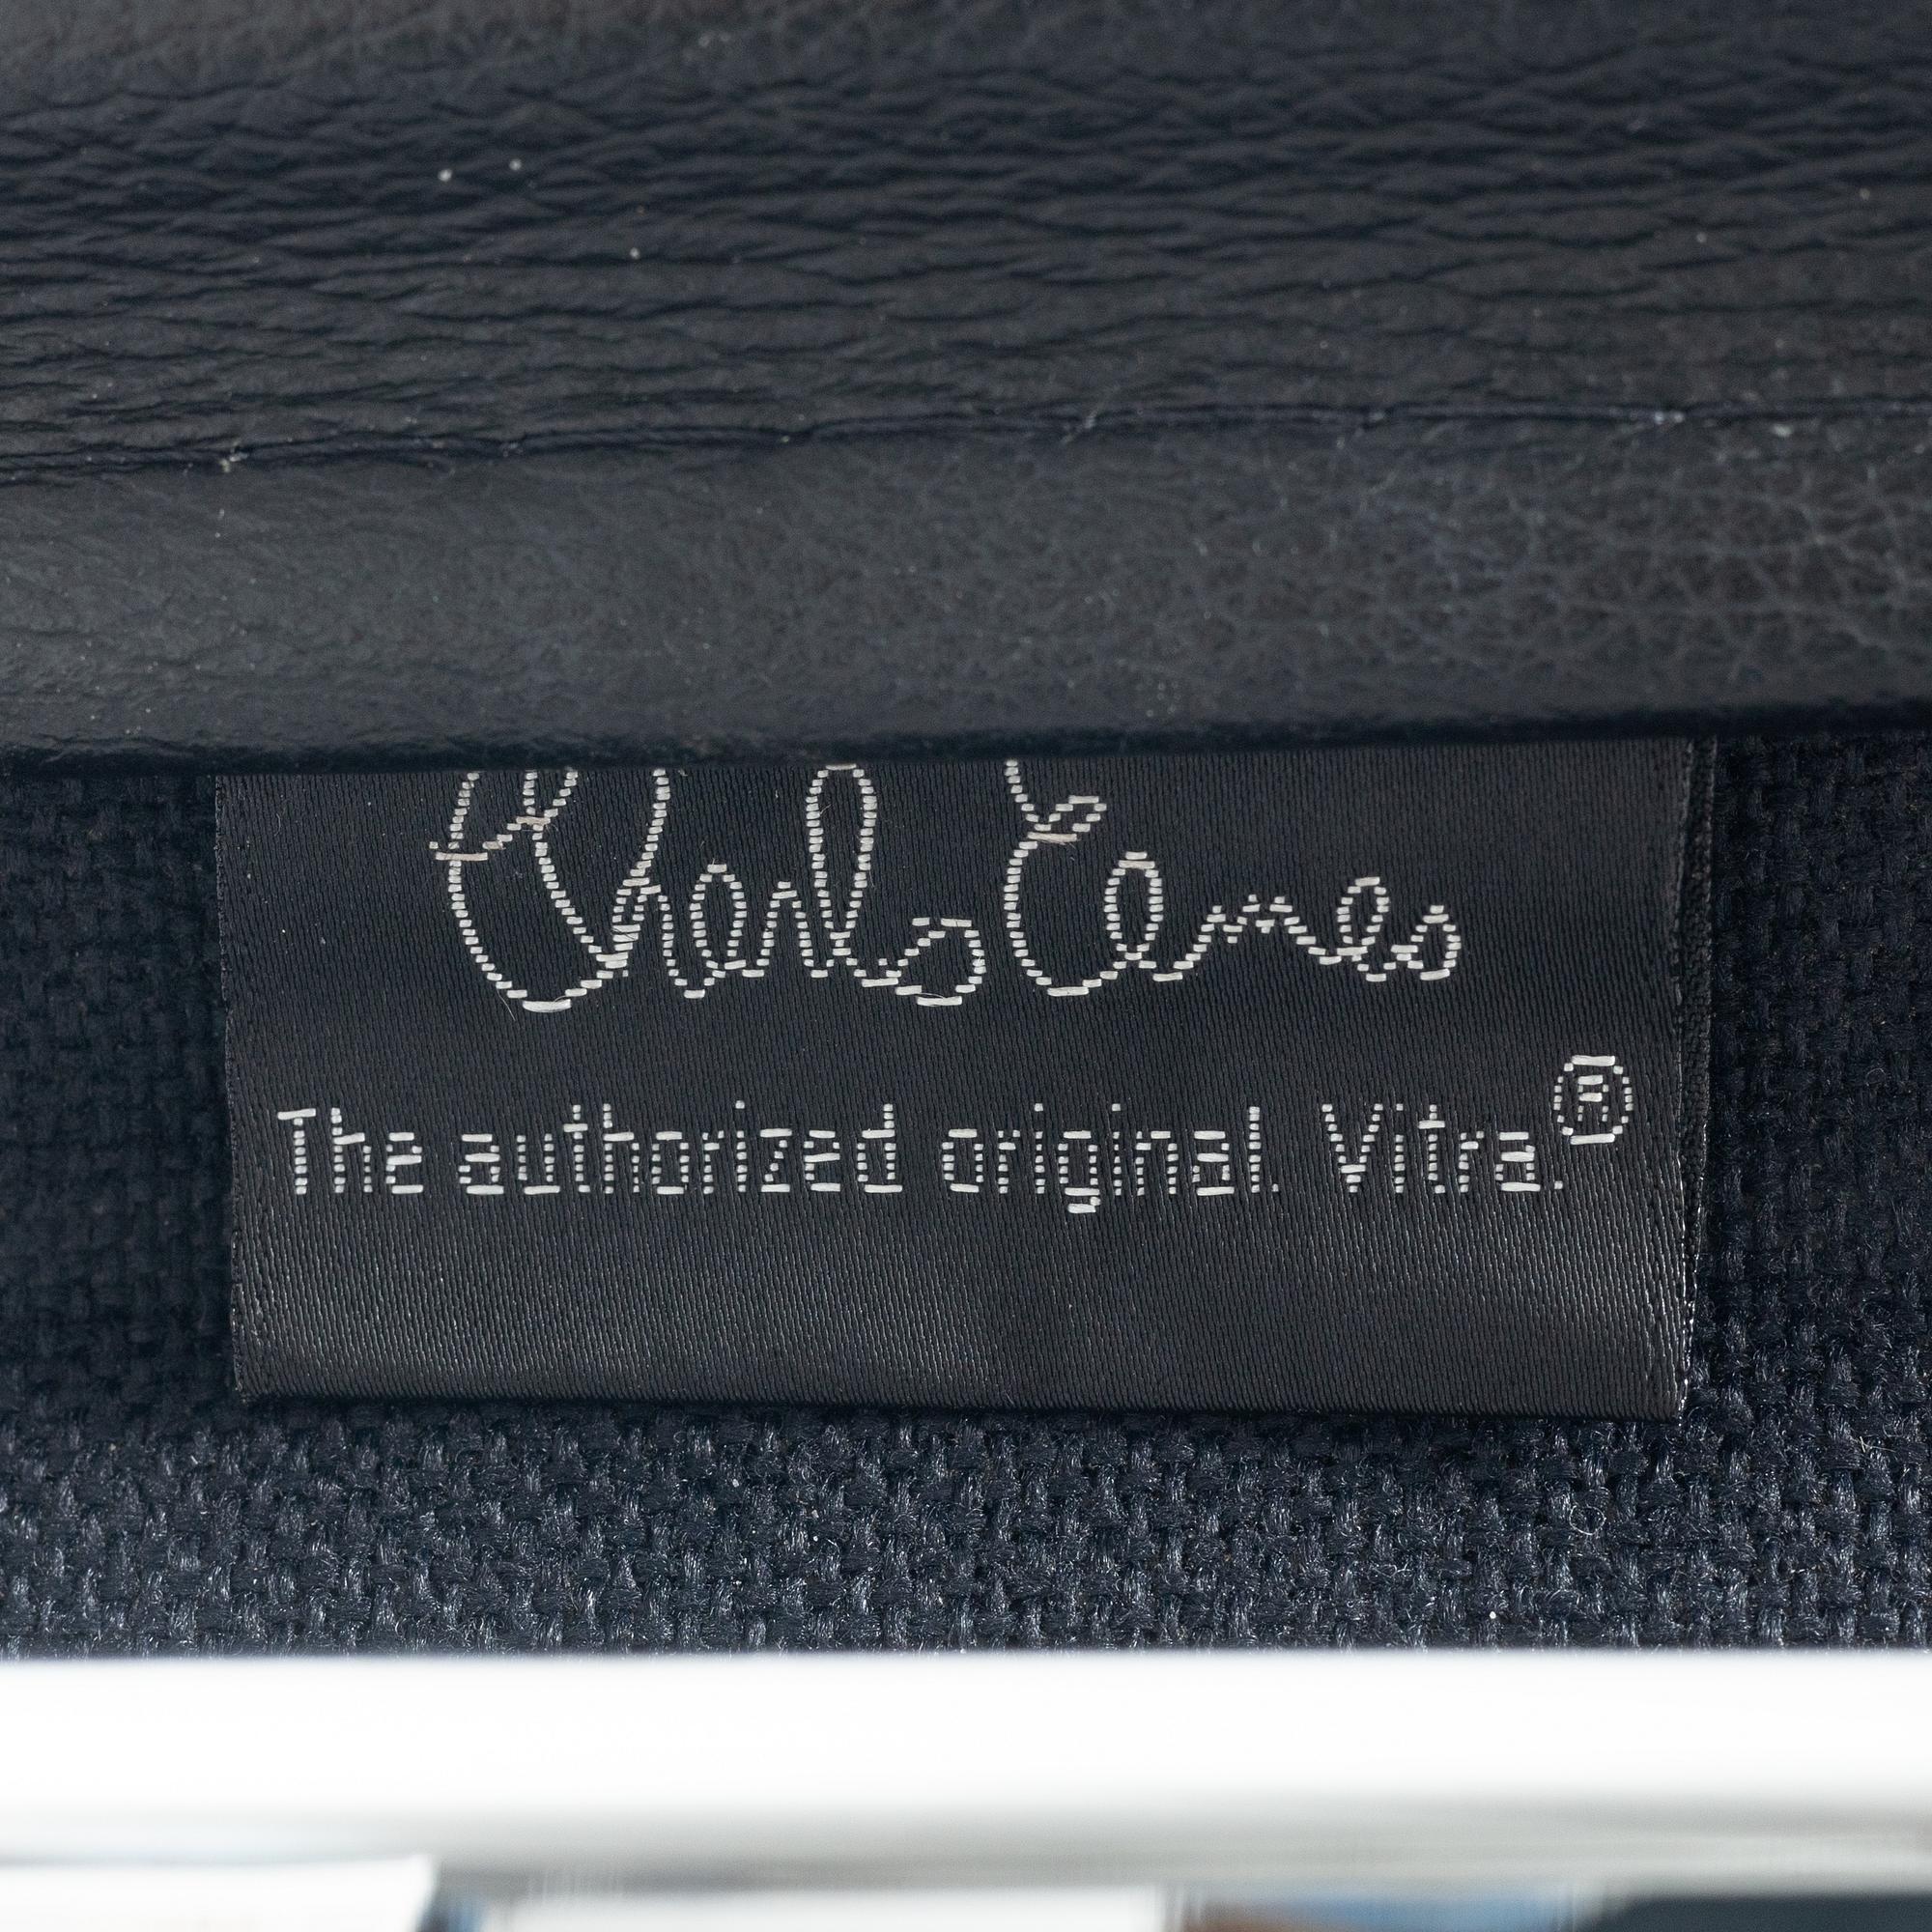 Charles Eames
The authorized original. Vitra.®